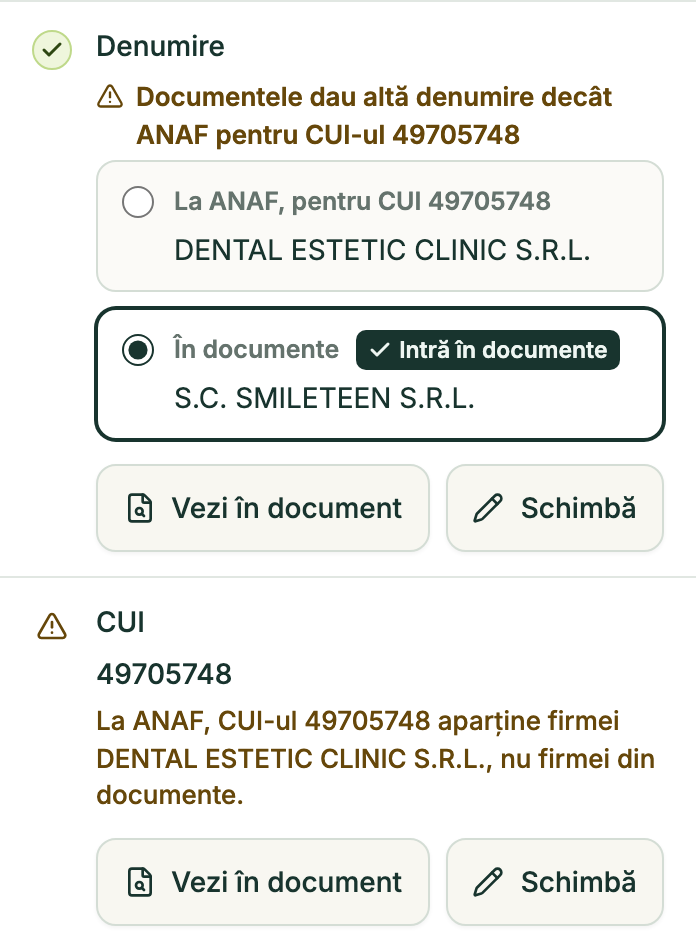 Denumire
Documentele dau altă denumire decât
ANAF pentru CUI-ul 49705748
La ANAF, pentru CUI 49705748
DENTAL ESTETIC CLINIC S.R.L.
În documente Intră în documente
S.C. SMILETEEN S.R.L.
Vezi în document Schimbă
CUI
49705748
La ANAF, CUI-ul 49705748 aparține firmei
DENTAL ESTETIC CLINIC S.R.L., nu firmei din
documente.
Vezi în document Schimbă